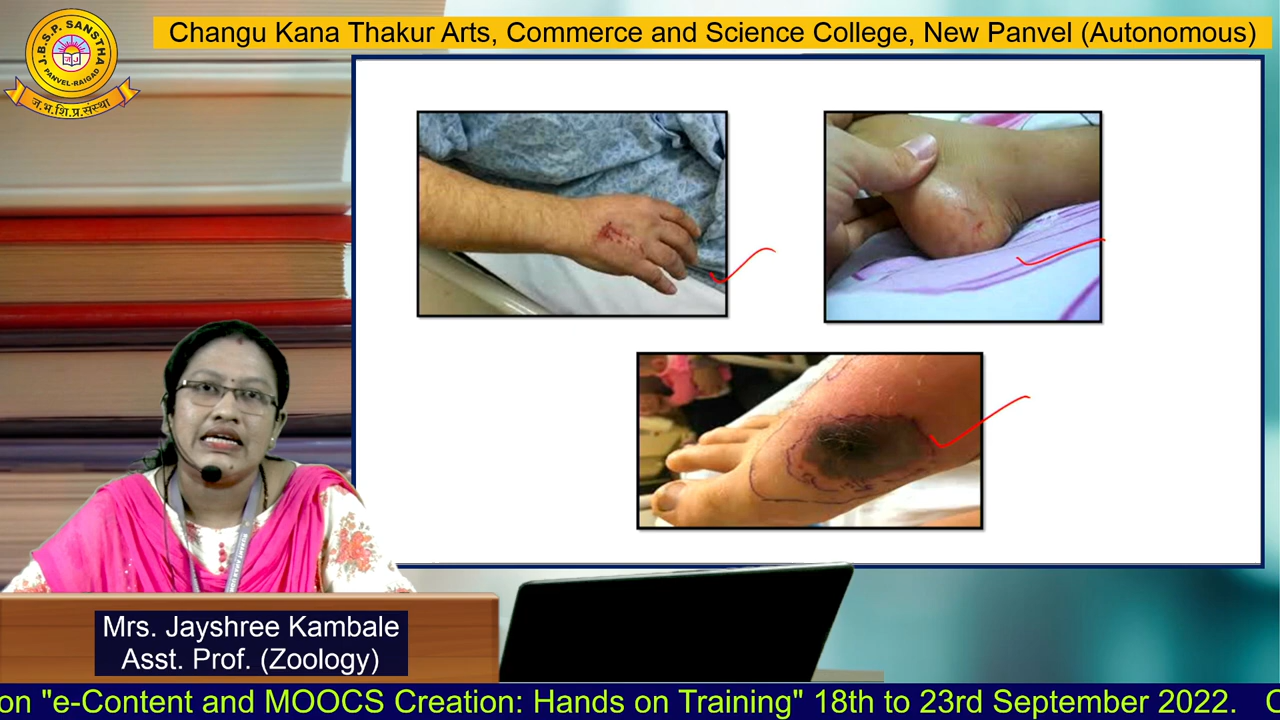 J.B.S.P. SANSTHA
PANVEL-RAIGAD
ज.भ.शि.प्र.संस्था
Changu Kana Thakur Arts, Commerce and Science College, New Panvel (Autonomous)
Mrs. Jayshree Kambale
Asst. Prof. (Zoology)
on "e-Content and MOOCS Creation: Hands on Training" 18th to 23rd September 2022.